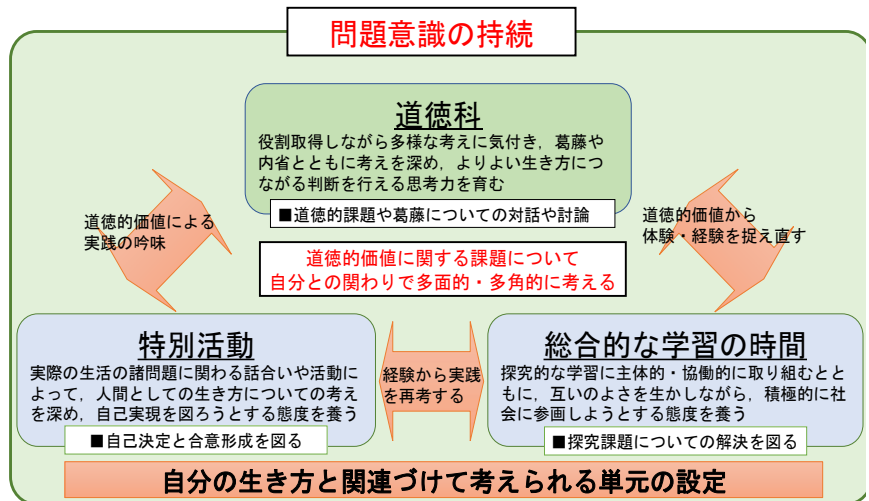 問題意識の持続
道徳科
役割取得しながら多様な考えに気付き，葛藤や
内省とともに考えを深め，よりよい生き方につ
ながる判断を行える思考力を育む
■道徳的課題や葛藤についての対話や討論
道徳的価値による
実践の吟味
道徳的価値から
体験・経験を捉え直す
道徳的価値に関する課題について
自分との関わりで多面的・多角的に考える
特別活動
実際の生活の諸問題に関わる話合いや活動に
よって，人間としての生き方についての考え
を深め，自己実現を図ろうとする態度を養う
■自己決定と合意形成を図る
経験から実践
を再考する
総合的な学習の時間
探究的な学習に主体的・協働的に取り組むとと
もに，互いのよさを生かしながら，積極的に社
会に参画しようとする態度を養う
■探究課題についての解決を図る
自分の生き方と関連づけて考えられる単元の設定